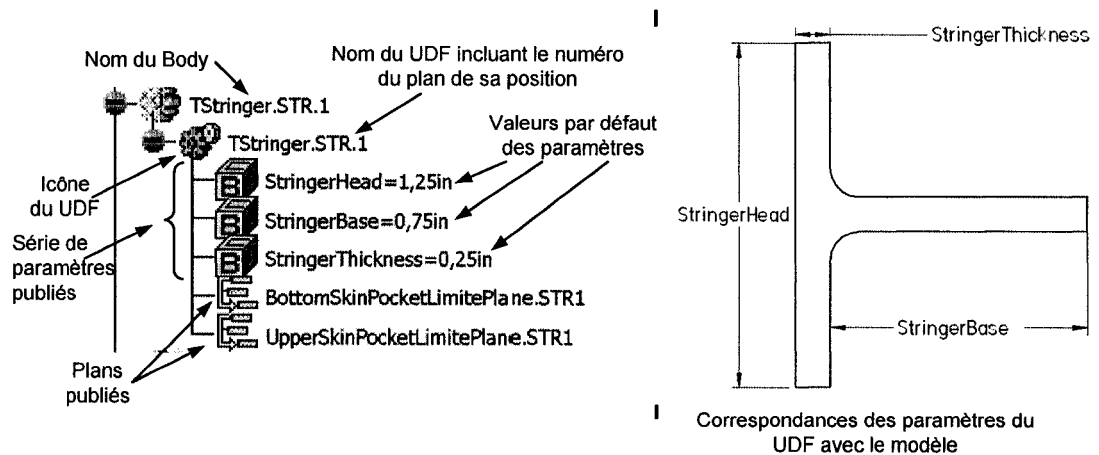 Nom du Body
TStringer.STR.1
Nom du UDF incluant le numéro
du plan de sa position
TStringer.STR.1
Valeurs par défaut
des paramètres
Icône
du UDF
StringerHead=1,25in
StringerBase=0,75in
StringerThickness=0,25in
Série de
paramètres
publiés
BottomSkinPocketLimitePlane.STR1
UpperSkinPocketLimitePlane.STR1
Plans
publiés
StringerThickness
StringerHead
StringerBase
Correspondances des paramètres du
UDF avec le modèle